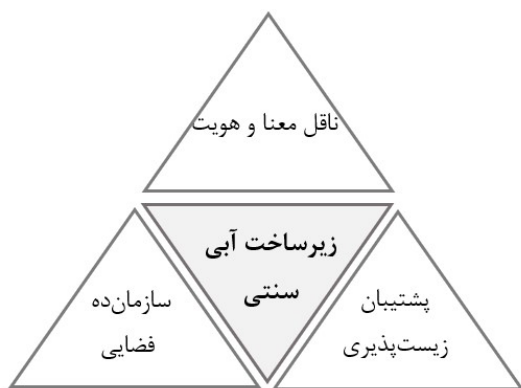 ناقل معنا و هویت
زیرساخت آبی
سنتی
پشتیبان
زیست‌پذیری
سازمان‌ده
فضایی